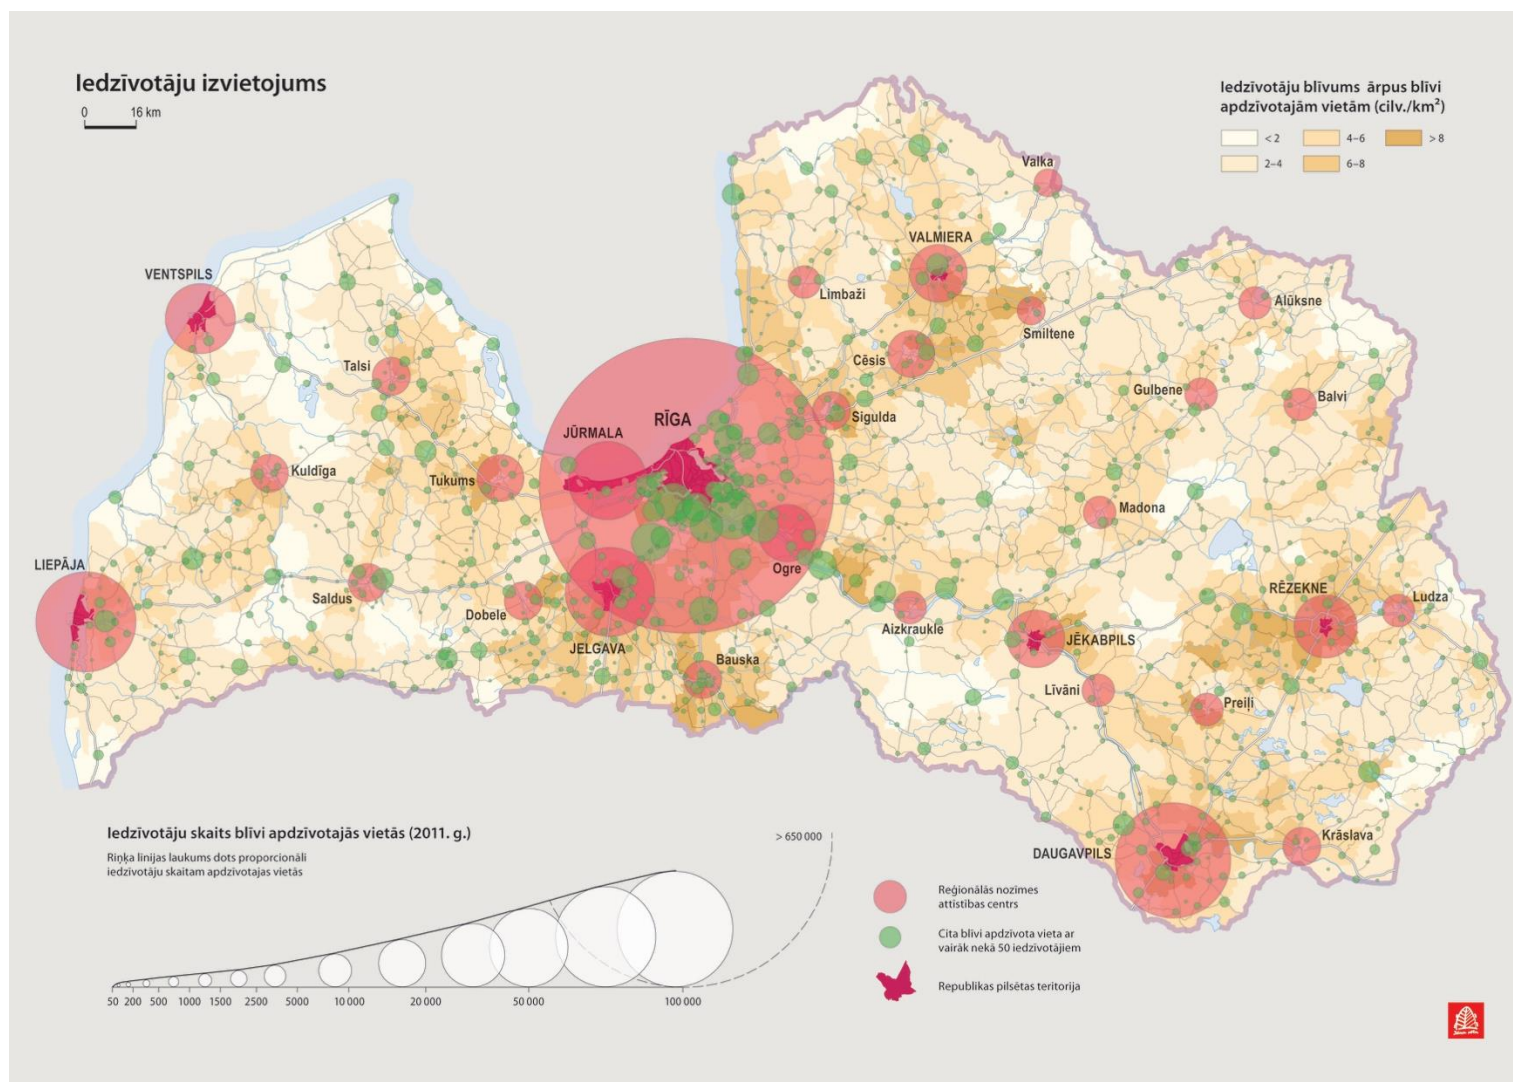 Iedzīvotāju izvietojums
0 16 km
Iedzīvotāju blīvums ārpus blīvi
apdzīvotajām vietām (cilv./km²)
< 2 4–6 > 8
2–4 6–8
Valka
VALMIERA
VENTSPILS
Limbaži
Alūksne
Smiltene
Cēsis
Talsi
Gulbene
Balvi
Sigulda
RĪGA
JŪRMALA
Kuldīga
Tukums
Madona
LIEPĀJA
Ogre
RĒZEKNE
Ludza
Saldus
Dobele
Aizkraukle
JĒKABPILS
JELGAVA
Bauska
Līvāni
Preiļi
Krāslava
DAUGAVPILS
Iedzīvotāju skaits blīvi apdzīvotajās vietās (2011. g.)
Riņķa līnijas laukums dots proporcionāli
iedzīvotāju skaitam apdzīvotajas vietās
> 650 000
50 200 500 1000 1500 2500 5000 10 000 20 000 50 000 100 000
Reģionālās nozīmes
attīstības centrs
Cita blīvi apdzīvota vieta ar
vairāk nekā 50 iedzīvotājiem
Republikas pilsētas teritorija